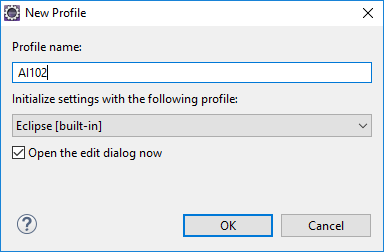 New Profile
Profile name:
AI102
Initialize settings with the following profile:
Eclipse [built-in]
Open the edit dialog now
?
OK
Cancel